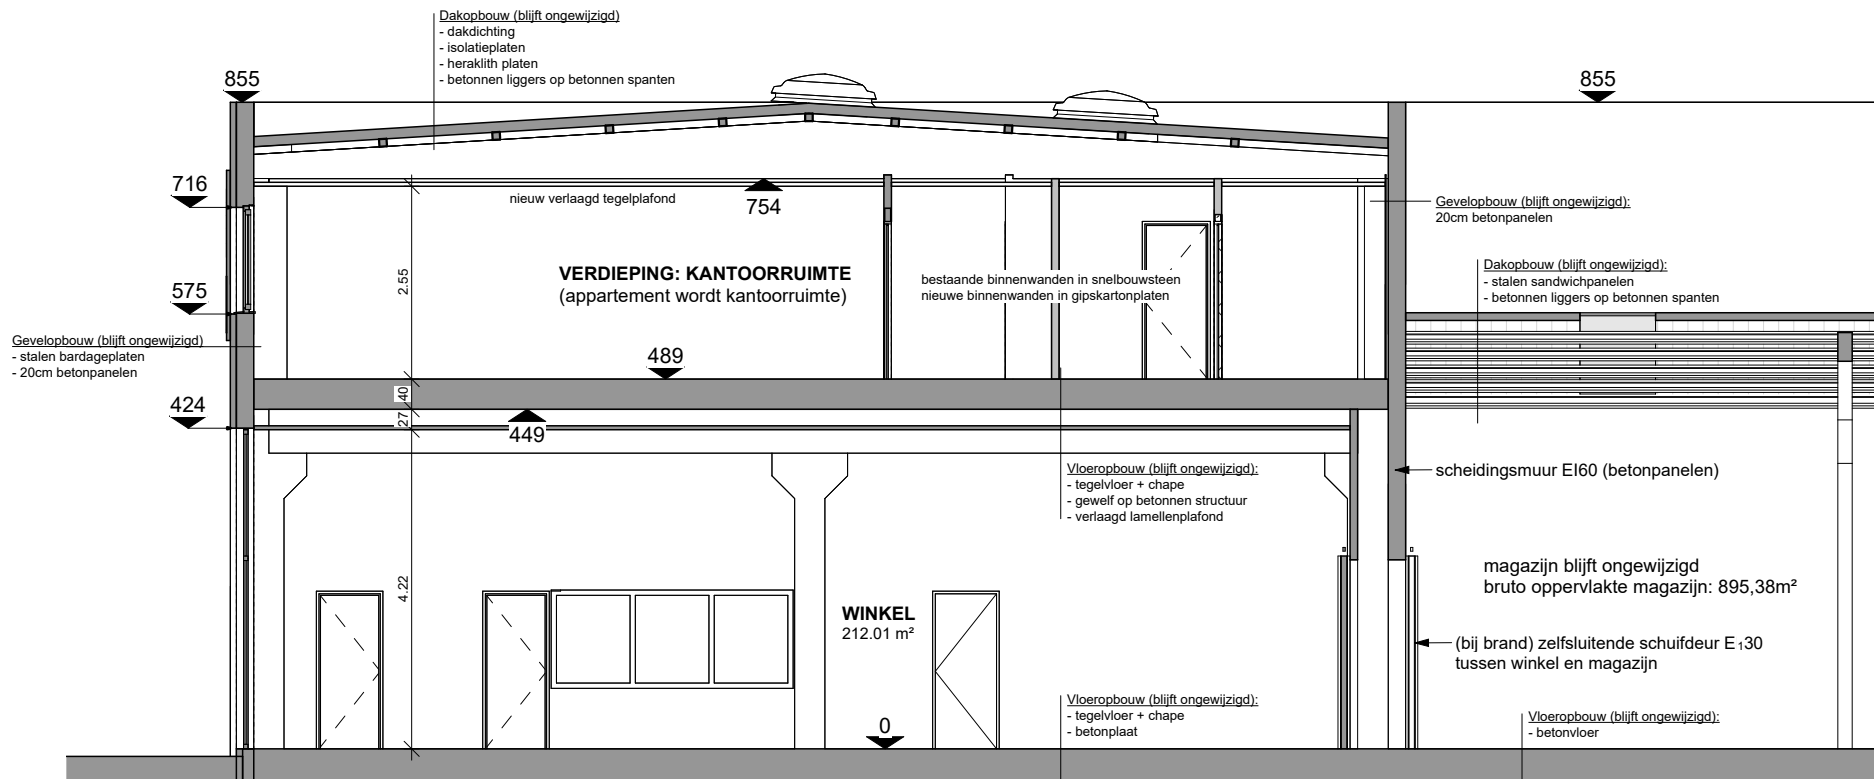 Dakopbouw (blijft ongewijzigd)
- dakdichting
- isolatieplaten
- heraklith platen
- betonnen liggers op betonnen spanten
855
855
716
nieuw verlaagd tegelplafond
754
Gevelopbouw (blijft ongewijzigd):
20cm betonpanelen
VERDIEPING: KANTOORRUIMTE
(appartement wordt kantoorruimte)
2.55
bestaande binnenwanden in snelbouwsteen
nieuwe binnenwanden in gipskartonplaten
Dakopbouw (blijft ongewijzigd):
- stalen sandwichpanelen
- betonnen liggers op betonnen spanten
575
Gevelopbouw (blijft ongewijzigd)
- stalen bardageplaten
- 20cm betonpanelen
489
40
424
27
449
Vloeropbouw (blijft ongewijzigd):
- tegelvloer + chape
- gewelf op betonnen structuur
- verlaagd lamellenplafond
scheidingsmuur EI60 (betonpanelen)
4.22
magazijn blijft ongewijzigd
bruto oppervlakte magazijn: 895,38m²
WINKEL
212.01 m²
(bij brand) zelfsluitende schuifdeur E₁30
tussen winkel en magazijn
Vloeropbouw (blijft ongewijzigd):
- tegelvloer + chape
- betonplaat
0
Vloeropbouw (blijft ongewijzigd):
- betonvloer